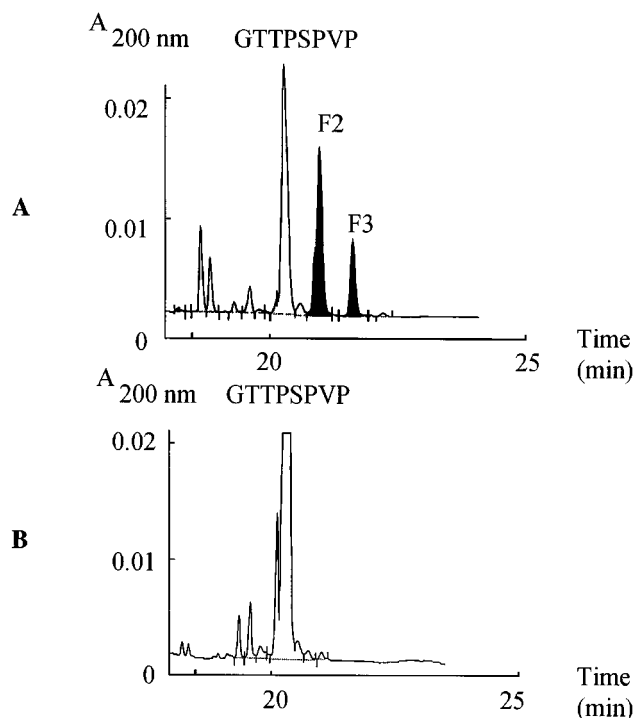 A 200 nm GTTPSPVP
0.02
F2
A
0.01
F3
0
Time
20 25 (min)
A 200 nm GTTPSPVP
0.02
B
0.01
0
Time
20 25 (min)